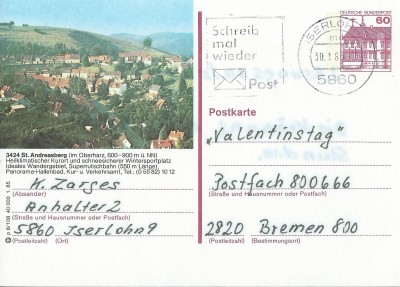 DEUTSCHE BUNDESPOST
60
Schreib
mal
wieder
Post
ISERLOHN
5860
Postkarte
"Valentinstag"
Postfach 800666
(Straße und Hausnummer oder Postfach)
2820 Bremen 800
(Postleitzahl) (Bestimmungsort)
3424 St. Andreasberg (im Oberharz, 600-900 m ü. NN)
Heilklimatischer Kurort und schneesicherer Wintersportplatz
Ideales Wandergebiet, Superrutschbahn (550 m Länge),
Panorama-Hallenbad, Kur- u. Verkehrsamt, Tel.: (0 55 82) 10 12
K. Zarges
(Absender)
Anhalter 2
(Straße und Hausnummer oder Postfach)
5860 Iserlohn 9
(Postleitzahl) (Ort)